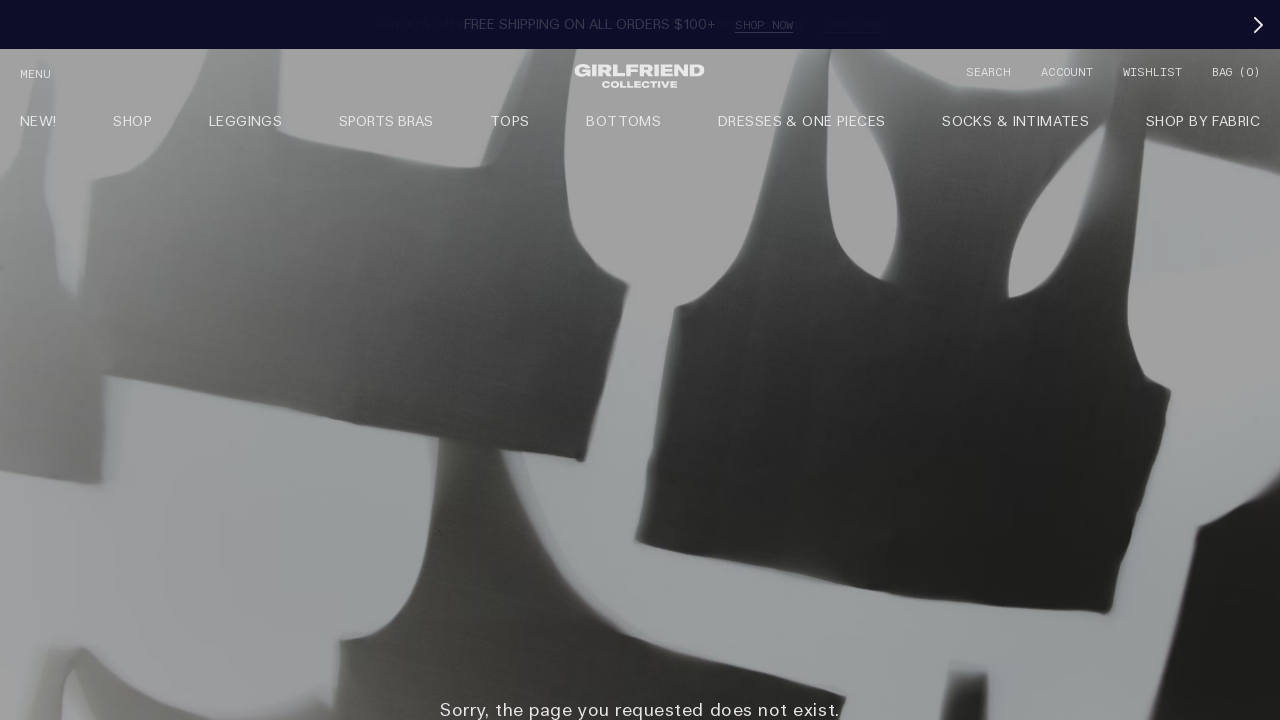 FREE SHIPPING ON ALL ORDERS $100+ SHOP NOW
MENU
GIRLFRIEND
COLLECTIVE
SEARCH ACCOUNT WISHLIST BAG (0)
NEW! SHOP LEGGINGS SPORTS BRAS TOPS BOTTOMS DRESSES & ONE PIECES SOCKS & INTIMATES SHOP BY FABRIC
Sorry, the page you requested does not exist.